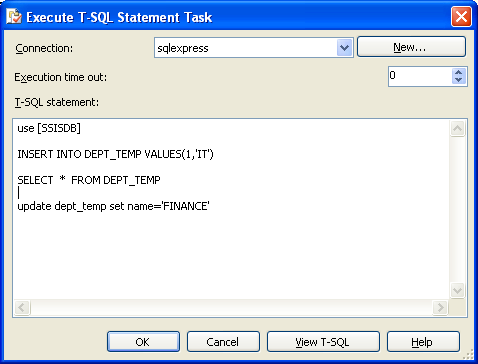 Execute T-SQL Statement Task
Connection: sqlexpress New...
Execution time out: 0
T-SQL statement:
use [SSISDB]
INSERT INTO DEPT_TEMP VALUES(1,'IT')
SELECT * FROM DEPT_TEMP
update dept_temp set name='FINANCE'
OK Cancel View T-SQL Help